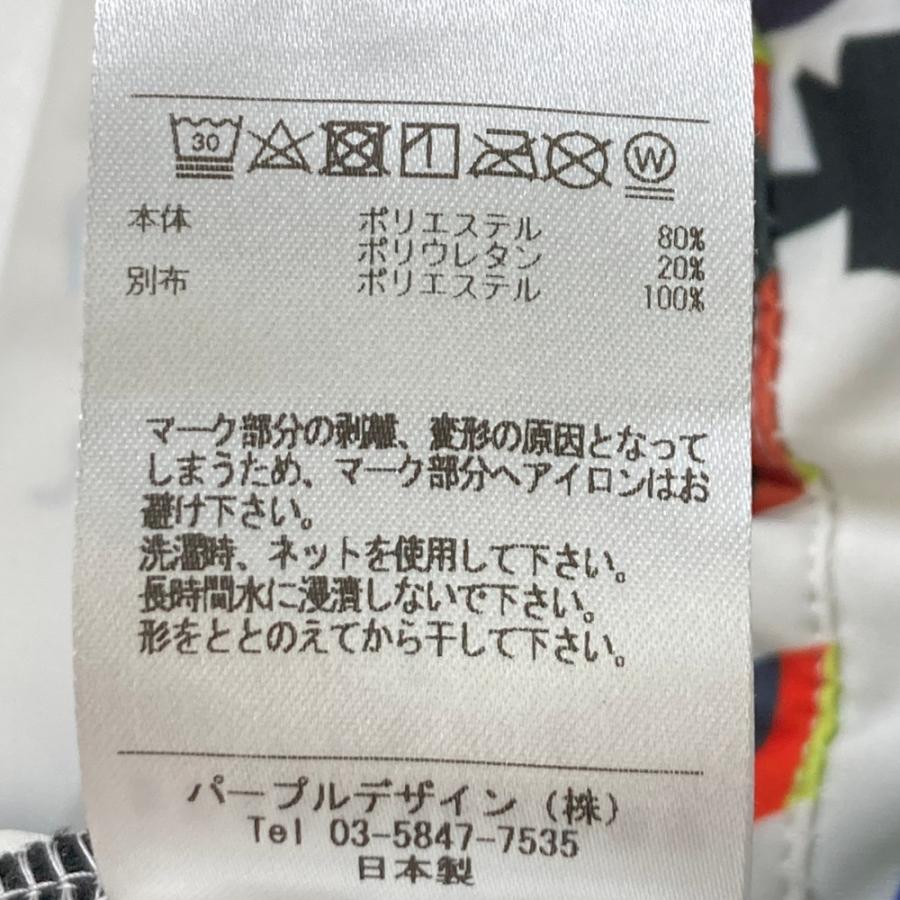 30
W
本体 ポリエステル 80%
ポリウレタン 20%
別布 ポリエステル 100%
マーク部分の剥離、変形の原因となって
しまうため、マーク部分へアイロンはお
避け下さい。
洗濯時、ネットを使用して下さい。
長時間水に浸漬しないで下さい。
形をととのえてから干して下さい。
パープルデザイン(株)
Tel 03-5847-7535
日本製